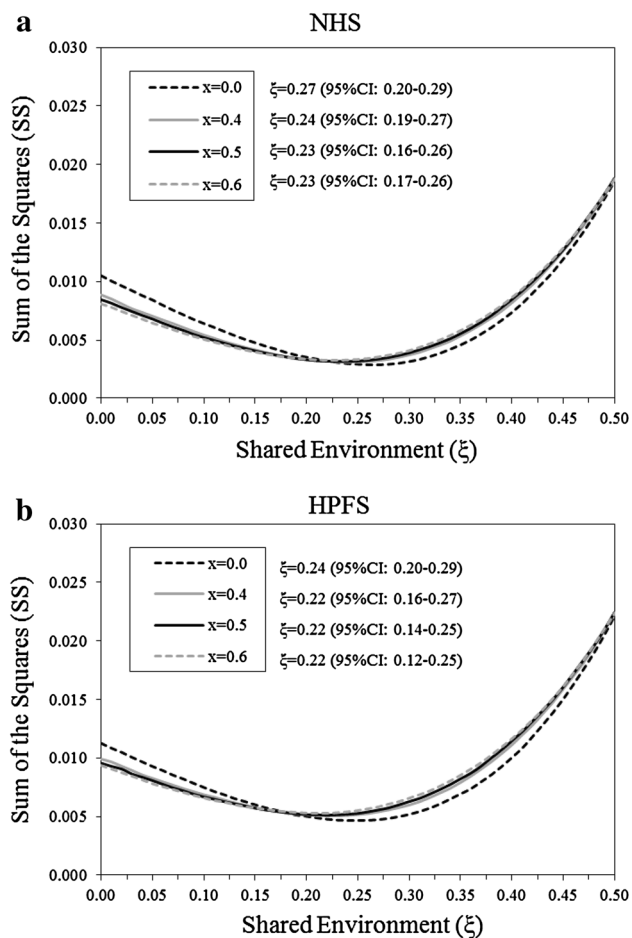 a
NHS
Sum of the Squares (SS)
0.030
0.025
0.020
0.015
0.010
0.005
0.000
x=0.0 ξ=0.27 (95%CI: 0.20-0.29)
x=0.4 ξ=0.24 (95%CI: 0.19-0.27)
x=0.5 ξ=0.23 (95%CI: 0.16-0.26)
x=0.6 ξ=0.23 (95%CI: 0.17-0.26)
0.00 0.05 0.10 0.15 0.20 0.25 0.30 0.35 0.40 0.45 0.50
Shared Environment (ξ)
b
HPFS
Sum of the Squares (SS)
0.030
0.025
0.020
0.015
0.010
0.005
0.000
x=0.0 ξ=0.24 (95%CI: 0.20-0.29)
x=0.4 ξ=0.22 (95%CI: 0.16-0.27)
x=0.5 ξ=0.22 (95%CI: 0.14-0.25)
x=0.6 ξ=0.22 (95%CI: 0.12-0.25)
0.00 0.05 0.10 0.15 0.20 0.25 0.30 0.35 0.40 0.45 0.50
Shared Environment (ξ)